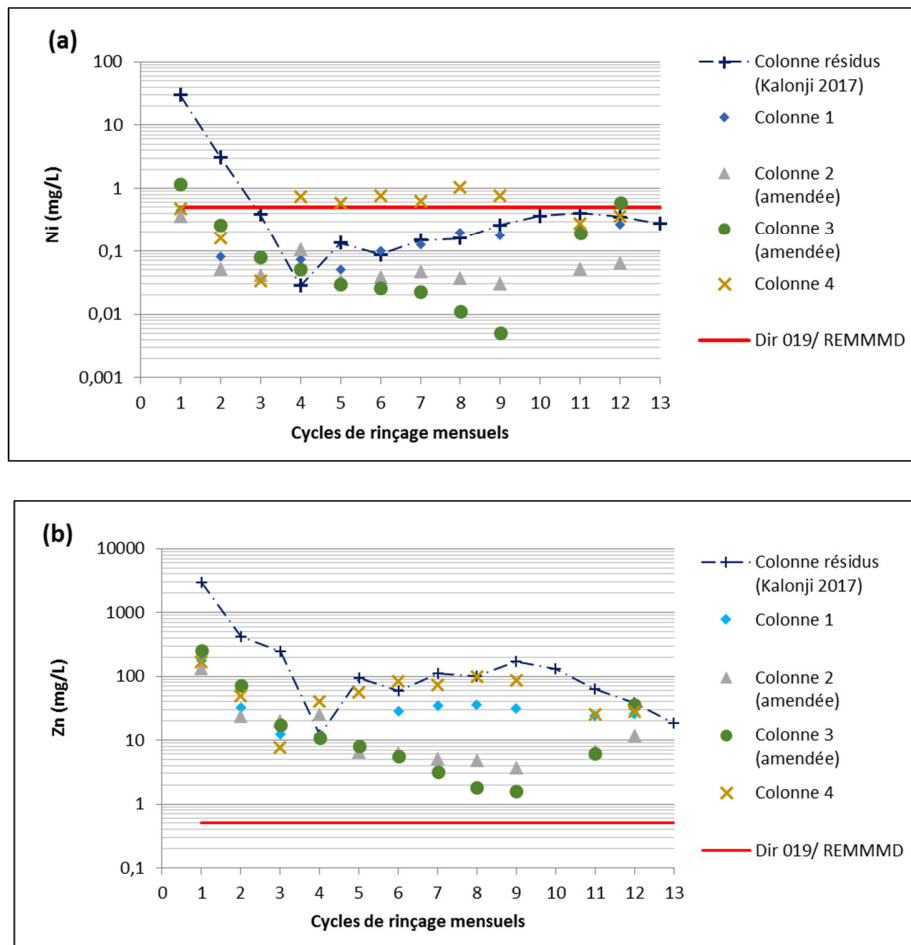 (a)
Ni (mg/L)
100
10
1
0,1
0,01
0,001
0 1 2 3 4 5 6 7 8 9 10 11 12 13
Cycles de rinçage mensuels
Colonne résidus
(Kalonji 2017)
Colonne 1
Colonne 2
(amendée)
Colonne 3
(amendée)
Colonne 4
Dir 019/ REMMMD
(b)
Zn (mg/L)
10000
1000
100
10
1
0,1
0 1 2 3 4 5 6 7 8 9 10 11 12 13
Cycles de rinçage mensuels
Colonne résidus
(Kalonji 2017)
Colonne 1
Colonne 2
(amendée)
Colonne 3
(amendée)
Colonne 4
Dir 019/ REMMMD